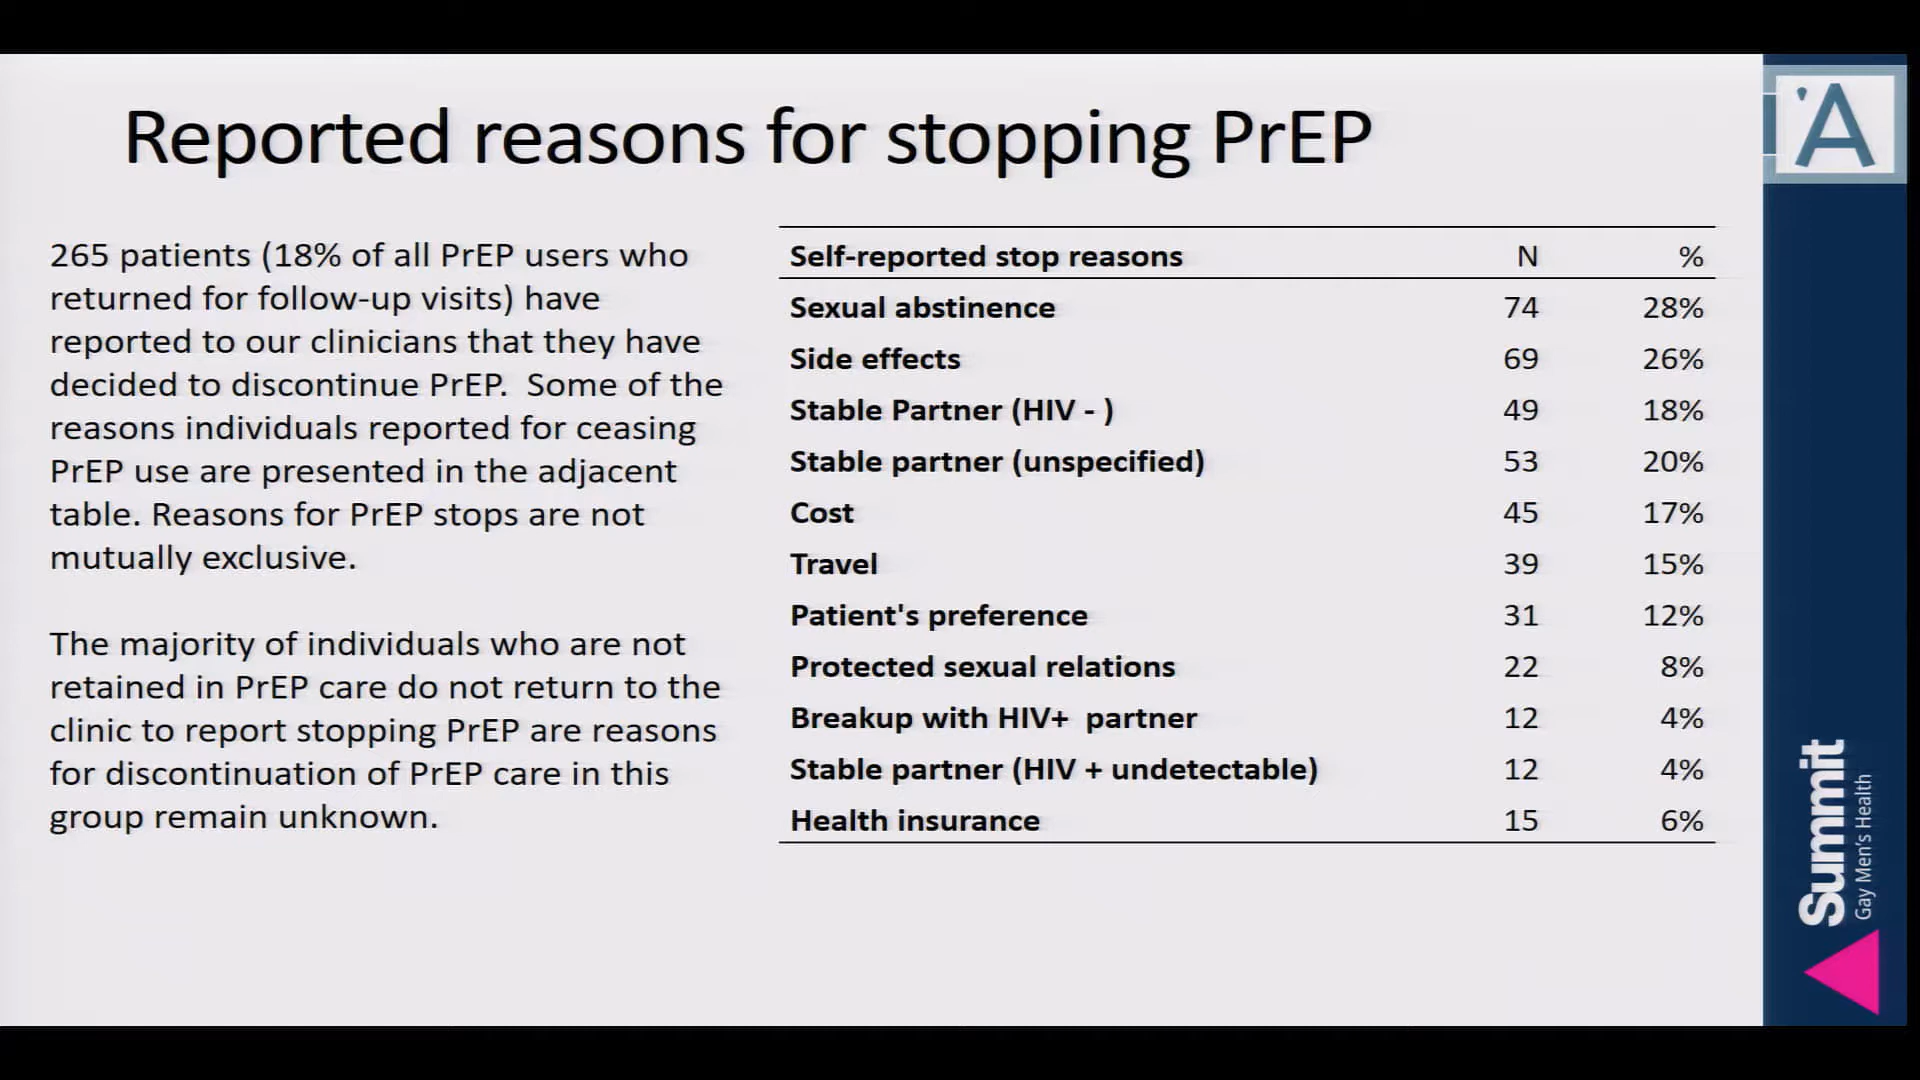 Reported reasons for stopping PrEP
265 patients (18% of all PrEP users who
returned for follow-up visits) have
reported to our clinicians that they have
decided to discontinue PrEP. Some of the
reasons individuals reported for ceasing
PrEP use are presented in the adjacent
table. Reasons for PrEP stops are not
mutually exclusive.
The majority of individuals who are not
retained in PrEP care do not return to the
clinic to report stopping PrEP are reasons
for discontinuation of PrEP care in this
group remain unknown.
Self-reported stop reasons N %
Sexual abstinence 74 28%
Side effects 69 26%
Stable Partner (HIV - ) 49 18%
Stable partner (unspecified) 53 20%
Cost 45 17%
Travel 39 15%
Patient's preference 31 12%
Protected sexual relations 22 8%
Breakup with HIV+ partner 12 4%
Stable partner (HIV + undetectable) 12 4%
Health insurance 15 6%
'A
Summit
Gay Men's Health